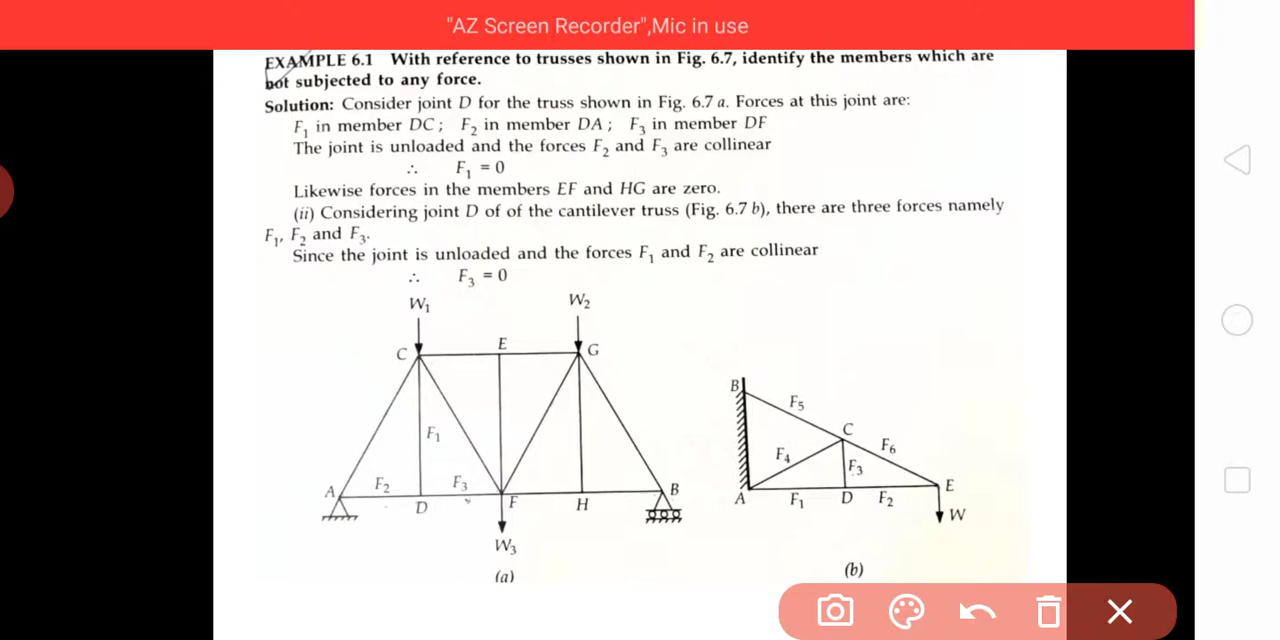 "AZ Screen Recorder",Mic in use
EXAMPLE 6.1 With reference to trusses shown in Fig. 6.7, identify the members which are
not subjected to any force.
Solution: Consider joint D for the truss shown in Fig. 6.7 a. Forces at this joint are:
F₁ in member DC; F₂ in member DA; F₃ in member DF
The joint is unloaded and the forces F₂ and F₃ are collinear
∴ F₁ = 0
Likewise forces in the members EF and HG are zero.
(ii) Considering joint D of of the cantilever truss (Fig. 6.7 b), there are three forces namely
F₁, F₂ and F₃.
Since the joint is unloaded and the forces F₁ and F₂ are collinear
∴ F₃ = 0
W₁ W₂
C E G
F₁
A F₂ F₃ B
D F H
W₃
(a)
B F₅
C F₆
F₄ F₃
E
A F₁ D F₂
W
(b)